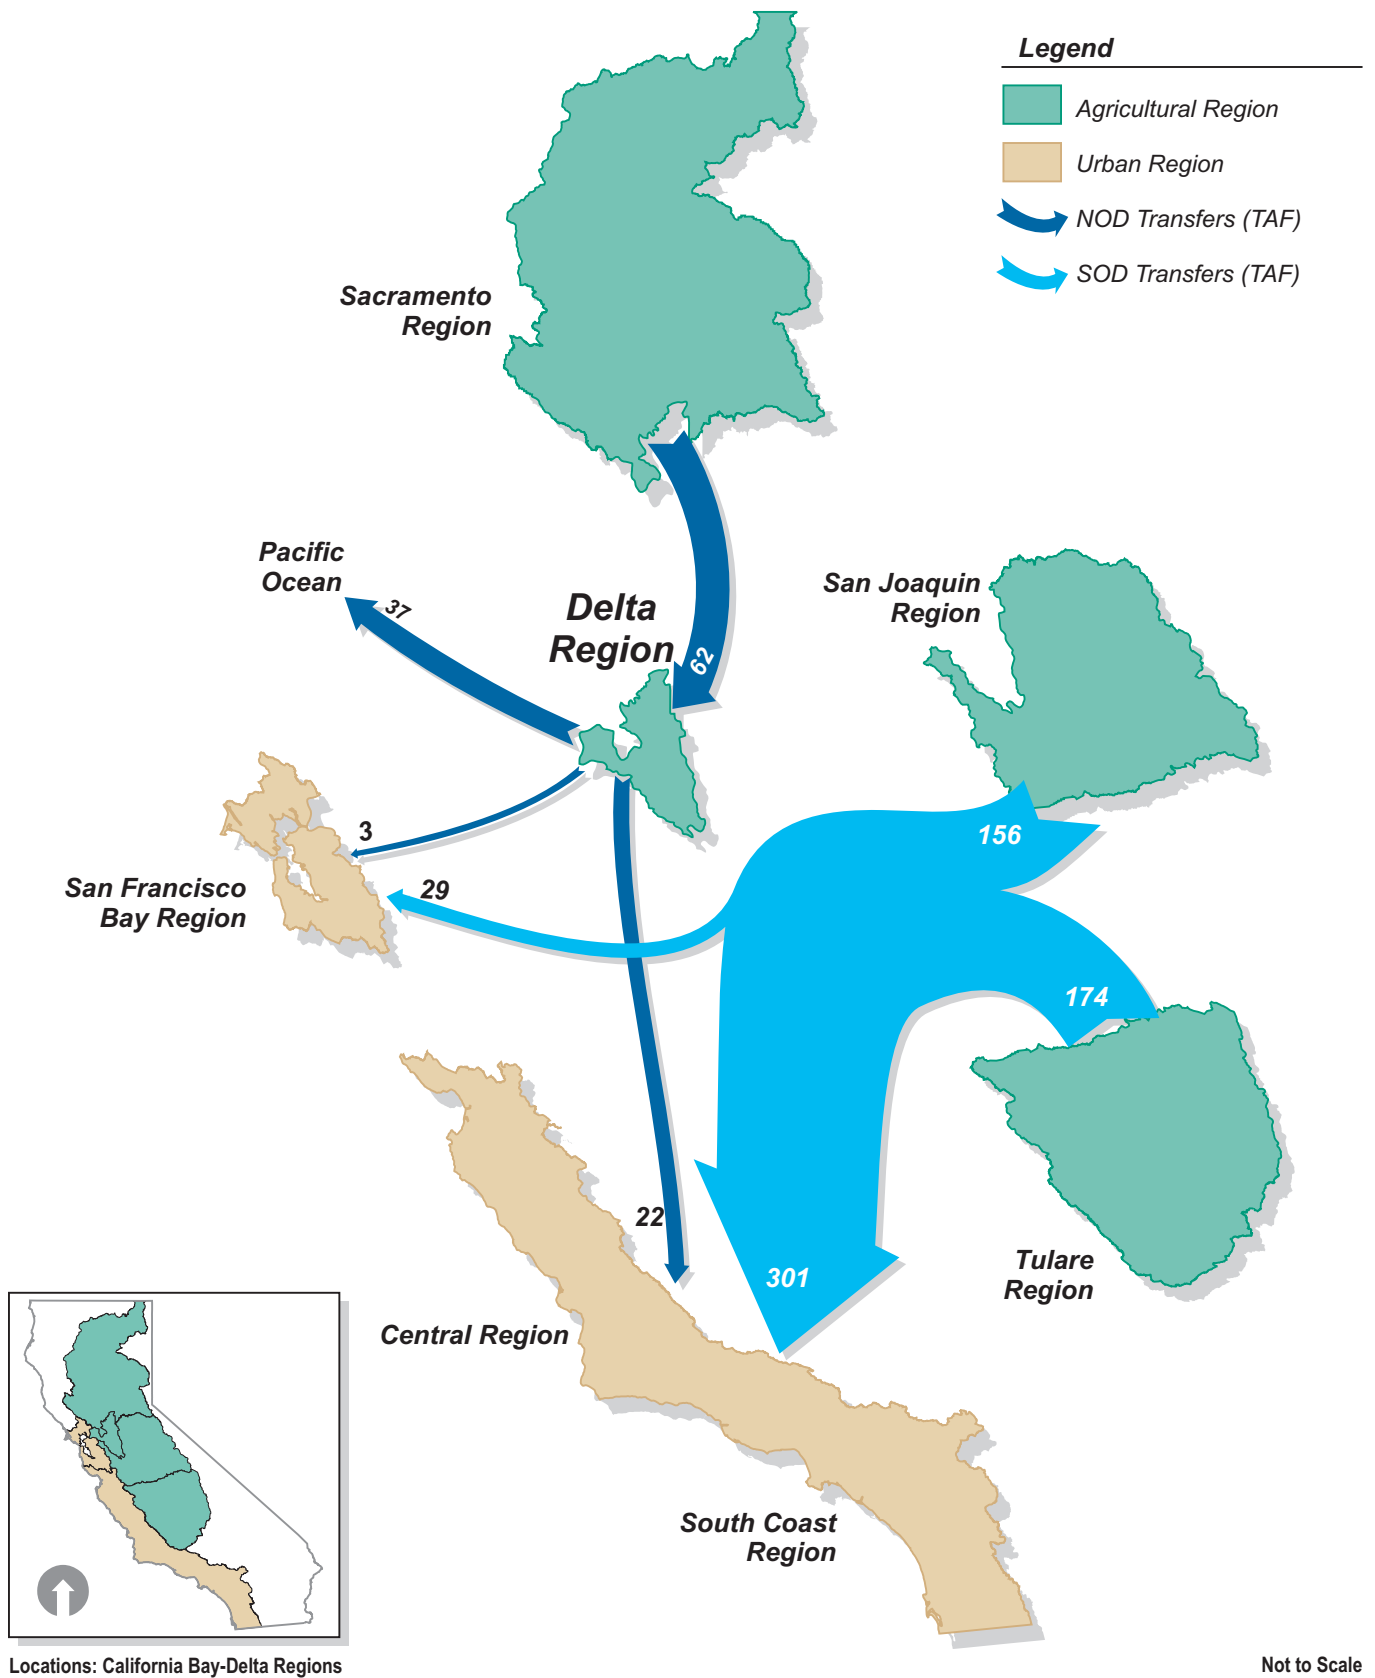 Legend
Agricultural Region
Urban Region
NOD Transfers (TAF)
SOD Transfers (TAF)
Sacramento
Region
Pacific
Ocean
37
Delta
Region
62
San Joaquin
Region
3
156
San Francisco
Bay Region
29
174
22
301
Tulare
Region
Central Region
South Coast
Region
Locations: California Bay-Delta Regions
Not to Scale